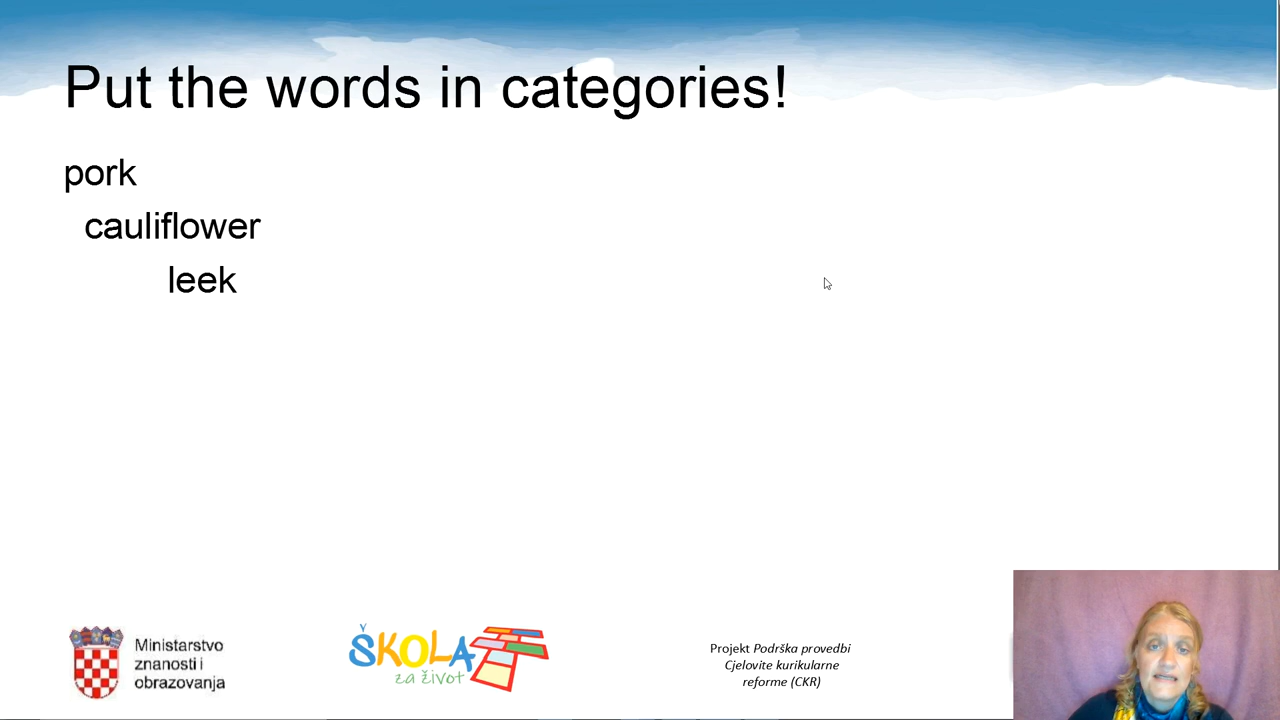 Put the words in categories!
pork
cauliflower
leek
Ministarstvo
znanosti i
obrazovanja
ŠKOLA
za život
Projekt Podrška provedbi
Cjelovite kurikularne
reforme (CKR)